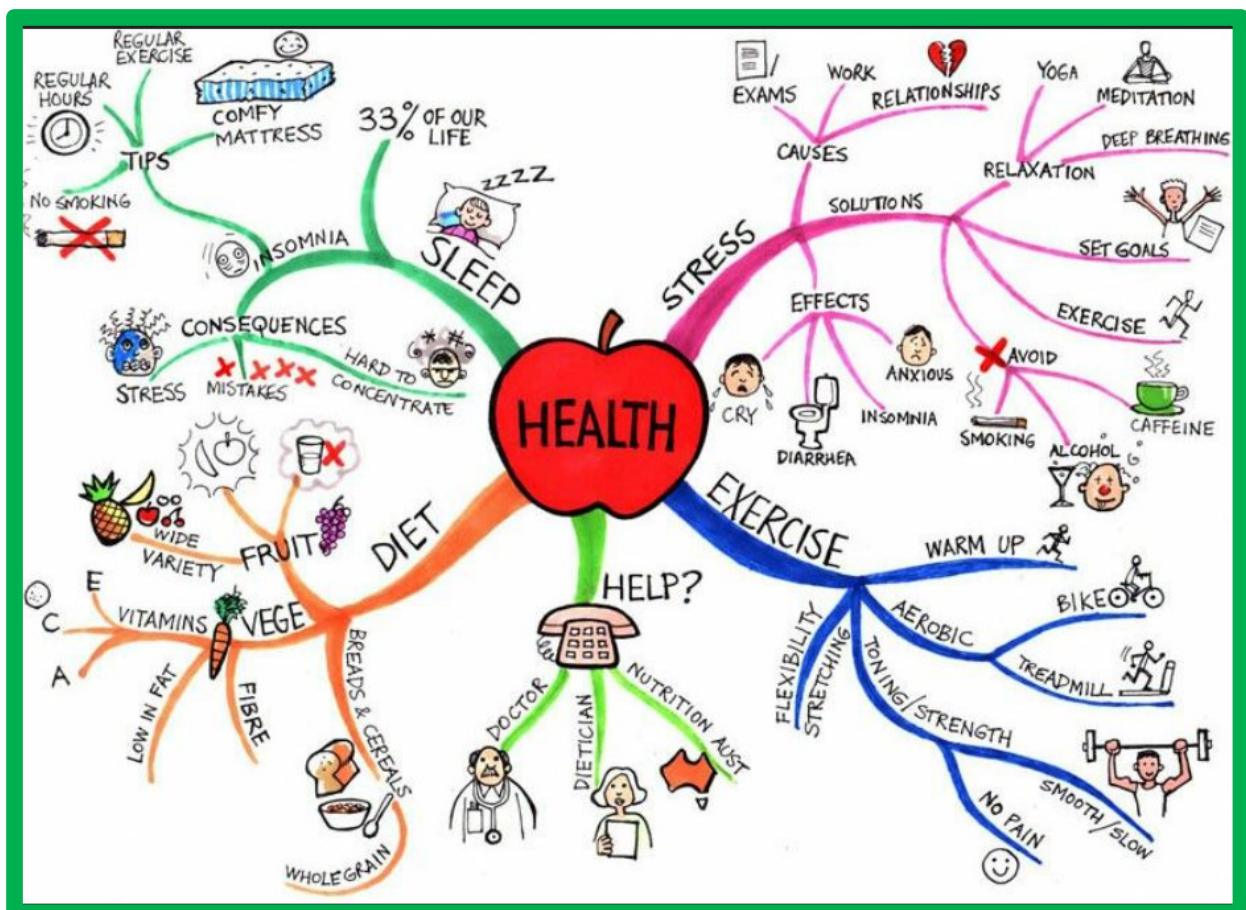 HEALTH
SLEEP
33% OF OUR
LIFE
ZZZZ
INSOMNIA
TIPS
REGULAR
HOURS
REGULAR
EXERCISE
COMFY
MATTRESS
NO SMOKING
CONSEQUENCES
STRESS
MISTAKES
HARD TO
CONCENTRATE
STRESS
CAUSES
EXAMS
WORK
RELATIONSHIPS
SOLUTIONS
RELAXATION
YOGA
MEDITATION
DEEP BREATHING
SET GOALS
EXERCISE
AVOID
SMOKING
ALCOHOL
CAFFEINE
EFFECTS
CRY
DIARRHEA
INSOMNIA
ANXIOUS
EXERCISE
WARM UP
AEROBIC
BIKE
TREADMILL
TONING/STRENGTH
SMOOTH/SLOW
NO PAIN
FLEXIBILITY
STRETCHING
HELP?
DOCTOR
DIETICIAN
NUTRITION AUST
DIET
FRUIT
WIDE
VARIETY
VEGE
VITAMINS
E
C
A
LOW IN FAT
FIBRE
BREADS & CEREALS
WHOLEGRAIN